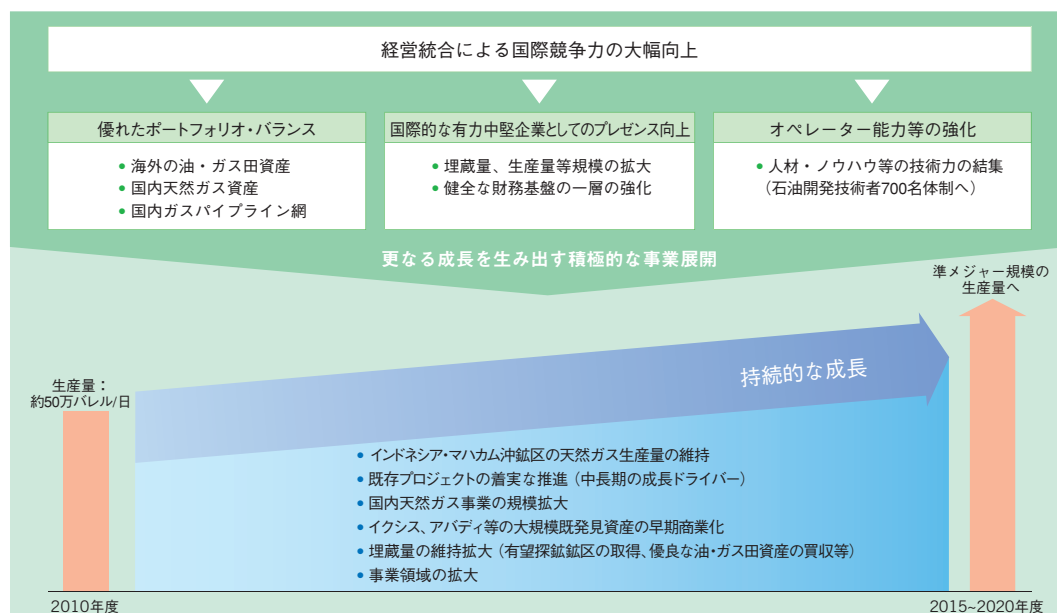 経営統合による国際競争力の大幅向上
優れたポートフォリオ・バランス
• 海外の油・ガス田資産
• 国内天然ガス資産
• 国内ガスパイプライン網
国際的な有力中堅企業としてのプレゼンス向上
• 埋蔵量、生産量等規模の拡大
• 健全な財務基盤の一層の強化
オペレーター能力等の強化
• 人材・ノウハウ等の技術力の結集
（石油開発技術者700名体制へ）
更なる成長を生み出す積極的な事業展開
準メジャー規模の
生産量へ
生産量：
約50万バレル/日
持続的な成長
• インドネシア・マハカム沖鉱区の天然ガス生産量の維持
• 既存プロジェクトの着実な推進（中長期の成長ドライバー）
• 国内天然ガス事業の規模拡大
• イクシス、アバディ等の大規模既発見資産の早期商業化
• 埋蔵量の維持拡大（有望探鉱鉱区の取得、優良な油・ガス田資産の買収等）
• 事業領域の拡大
2010年度
2015~2020年度